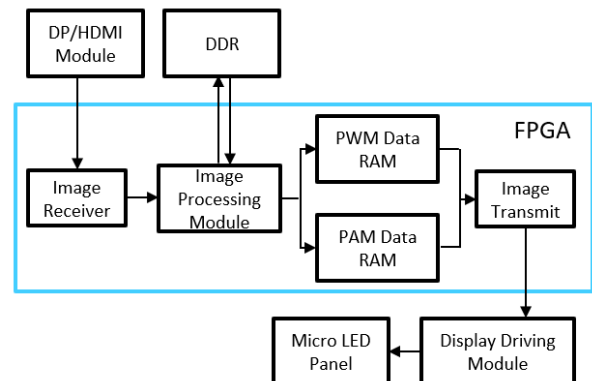 DP/HDMI
Module
DDR
FPGA
Image
Receiver
Image
Processing
Module
PWM Data
RAM
PAM Data
RAM
Image
Transmit
Micro LED
Panel
Display Driving
Module